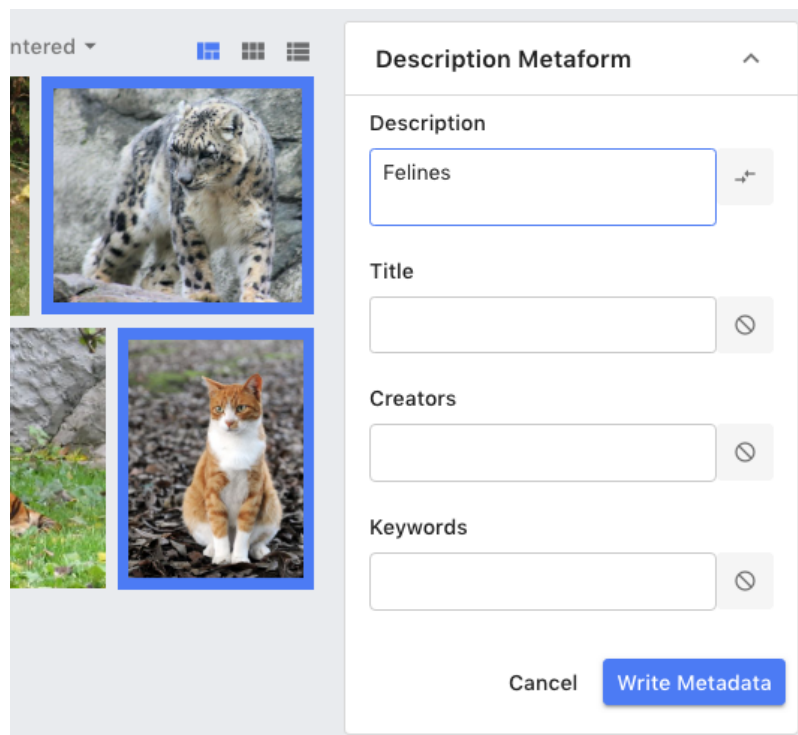 ntered
Description Metaform
Description
Felines
Title
Creators
Keywords
Cancel
Write Metadata